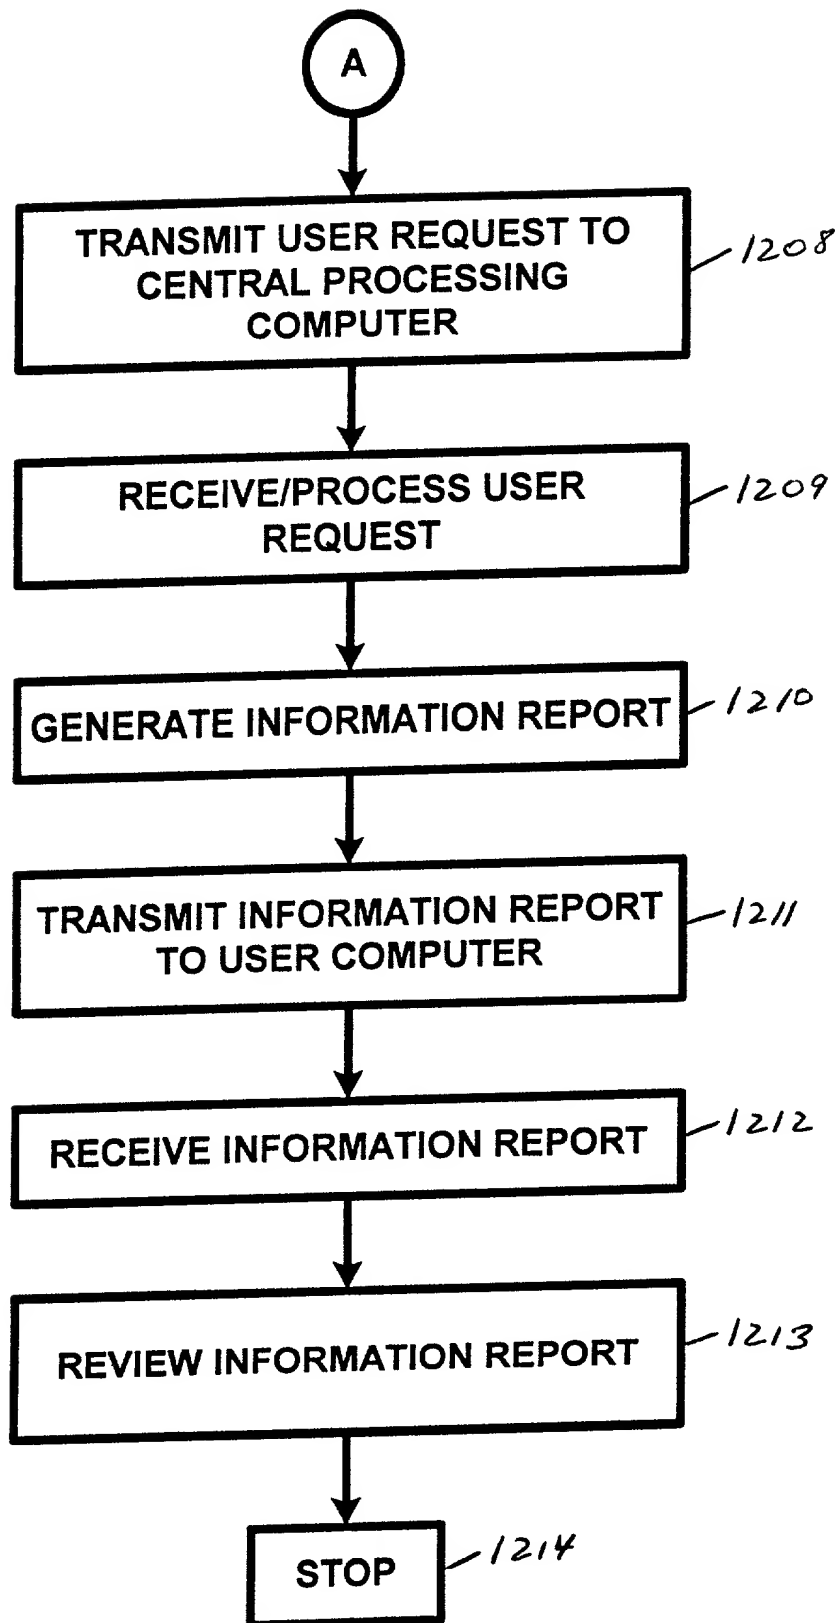 A
TRANSMIT USER REQUEST TO
CENTRAL PROCESSING
COMPUTER
1208
RECEIVE/PROCESS USER
REQUEST
1209
GENERATE INFORMATION REPORT
1210
TRANSMIT INFORMATION REPORT
TO USER COMPUTER
1211
RECEIVE INFORMATION REPORT
1212
REVIEW INFORMATION REPORT
1213
STOP
1214